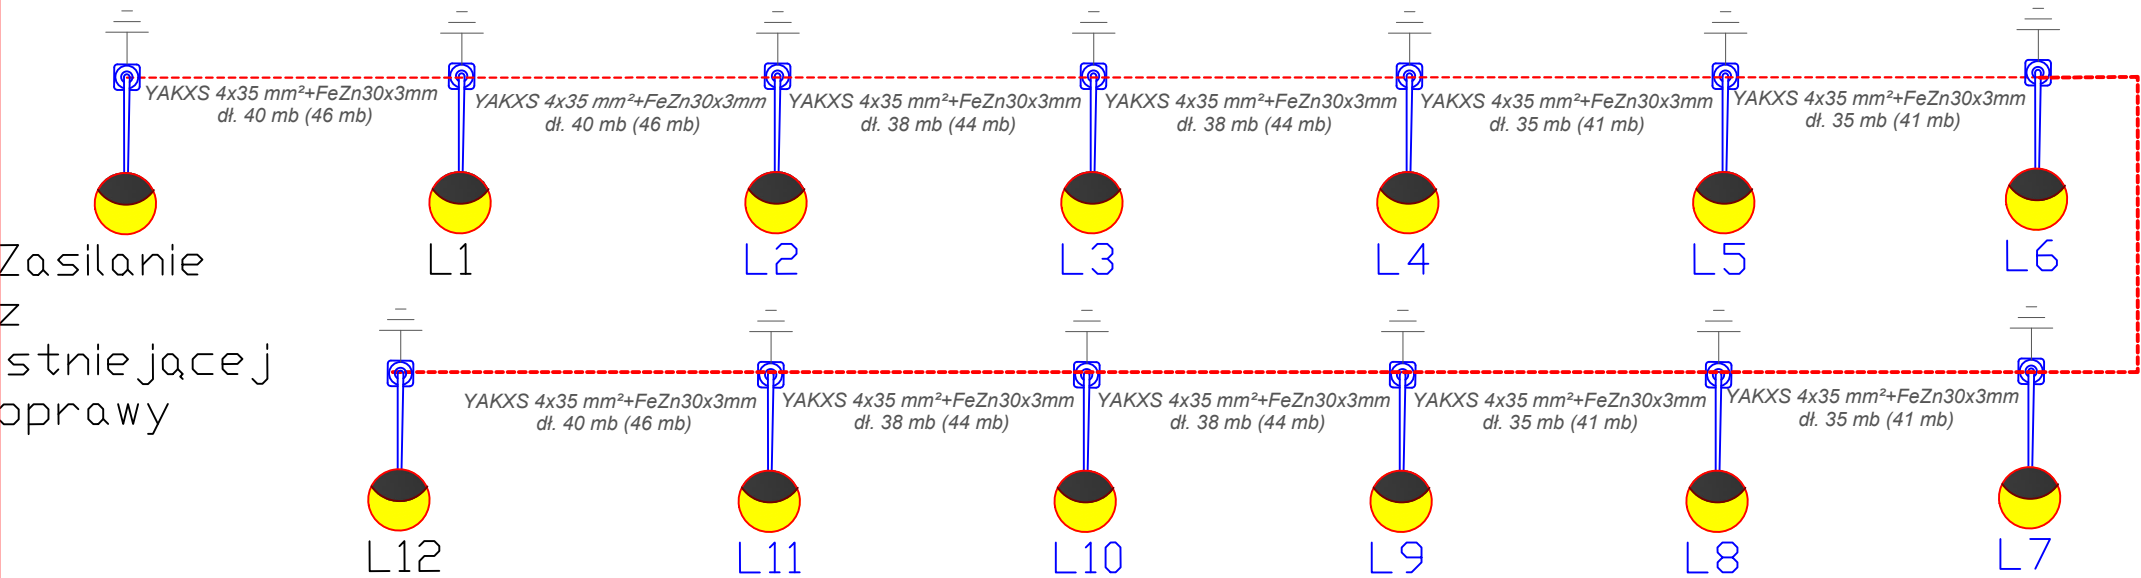 YAKXS 4x35 mm²+FeZn30x3mm
dł. 40 mb (46 mb)
YAKXS 4x35 mm²+FeZn30x3mm
dł. 40 mb (46 mb)
YAKXS 4x35 mm²+FeZn30x3mm
dł. 38 mb (44 mb)
YAKXS 4x35 mm²+FeZn30x3mm
dł. 38 mb (44 mb)
YAKXS 4x35 mm²+FeZn30x3mm
dł. 35 mb (41 mb)
YAKXS 4x35 mm²+FeZn30x3mm
dł. 35 mb (41 mb)
Zasilanie
z
stniejącej
oprawy
L1
L2
L3
L4
L5
L6
YAKXS 4x35 mm²+FeZn30x3mm
dł. 40 mb (46 mb)
YAKXS 4x35 mm²+FeZn30x3mm
dł. 38 mb (44 mb)
YAKXS 4x35 mm²+FeZn30x3mm
dł. 38 mb (44 mb)
YAKXS 4x35 mm²+FeZn30x3mm
dł. 35 mb (41 mb)
YAKXS 4x35 mm²+FeZn30x3mm
dł. 35 mb (41 mb)
L12
L11
L10
L9
L8
L7